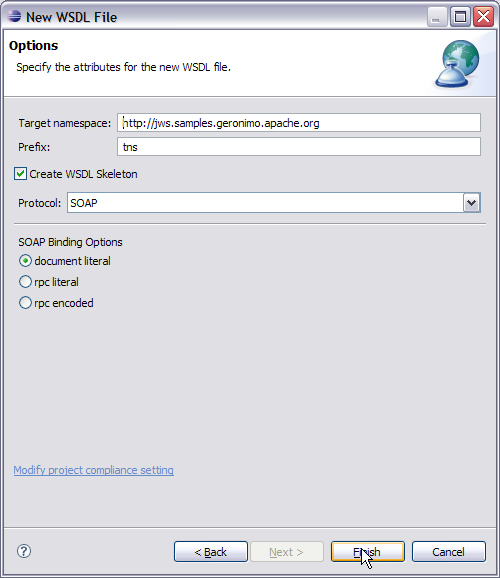 New WSDL File
Options
Specify the attributes for the new WSDL file.
Target namespace: http://jws.samples.geronimo.apache.org
Prefix: tns
Create WSDL Skeleton
Protocol: SOAP
SOAP Binding Options
document literal
rpc literal
rpc encoded
Modify project compliance setting
? < Back Next > Finish Cancel